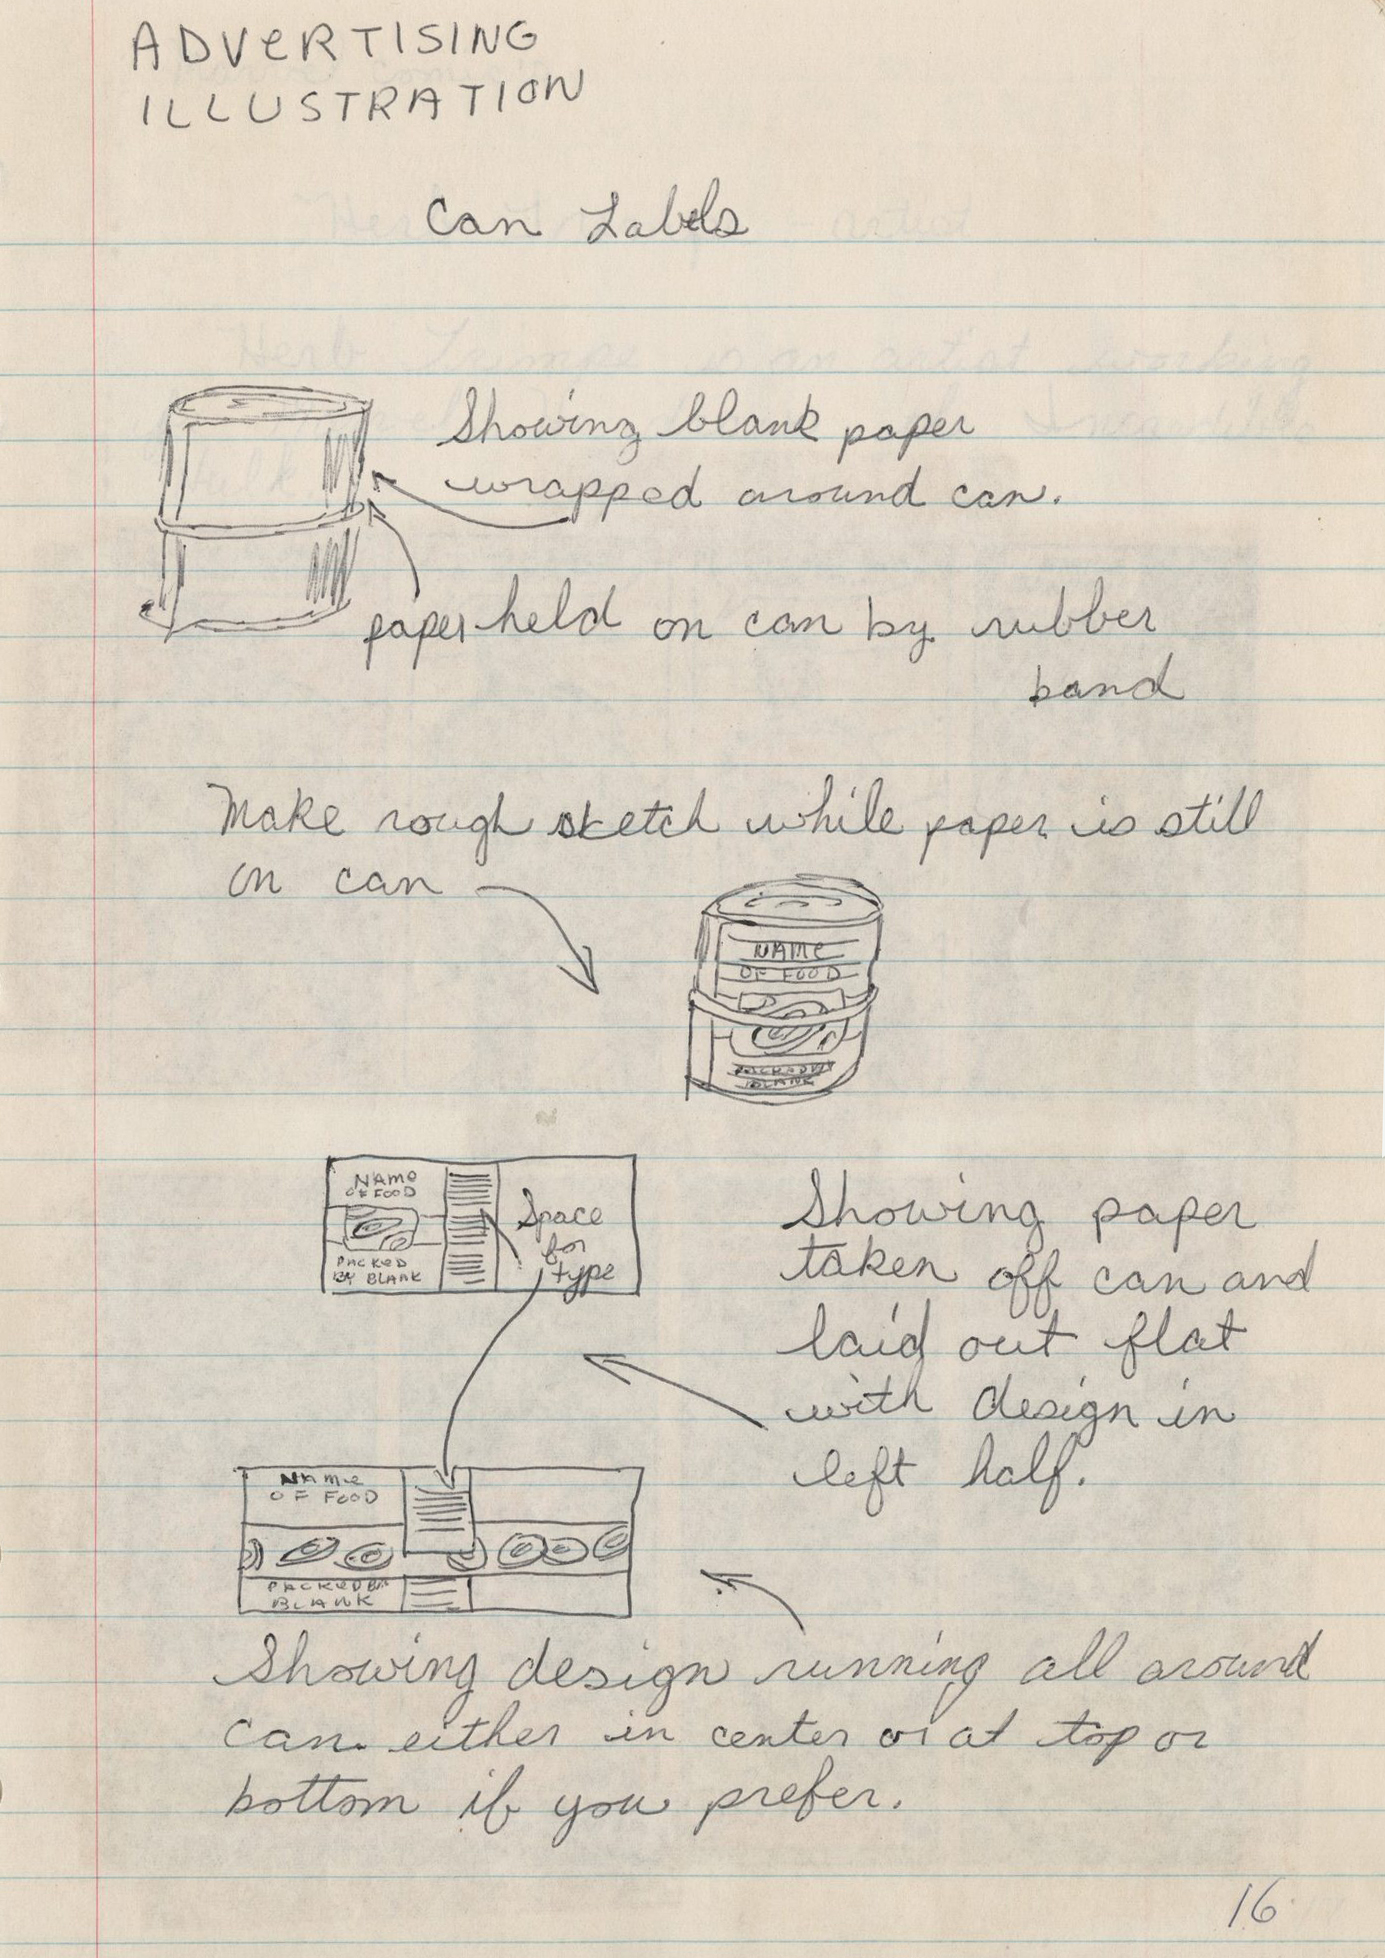 ADVERTISING
ILLUSTRATION
Can Labels
Showing blank paper
wrapped around can.
paper held on can by rubber
band
Make rough sketch while paper is still
on can
NAME
OF FOOD
PACKED BY
BLANK
NAME
OF FOOD
PACKED
BY BLANK
Space
for
type
Showing paper
taken off can and
laid out flat
with design in
left half.
NAME
OF FOOD
PACKED BY
BLANK
Showing design running all around
can either in center or at top or
bottom if you prefer.
16